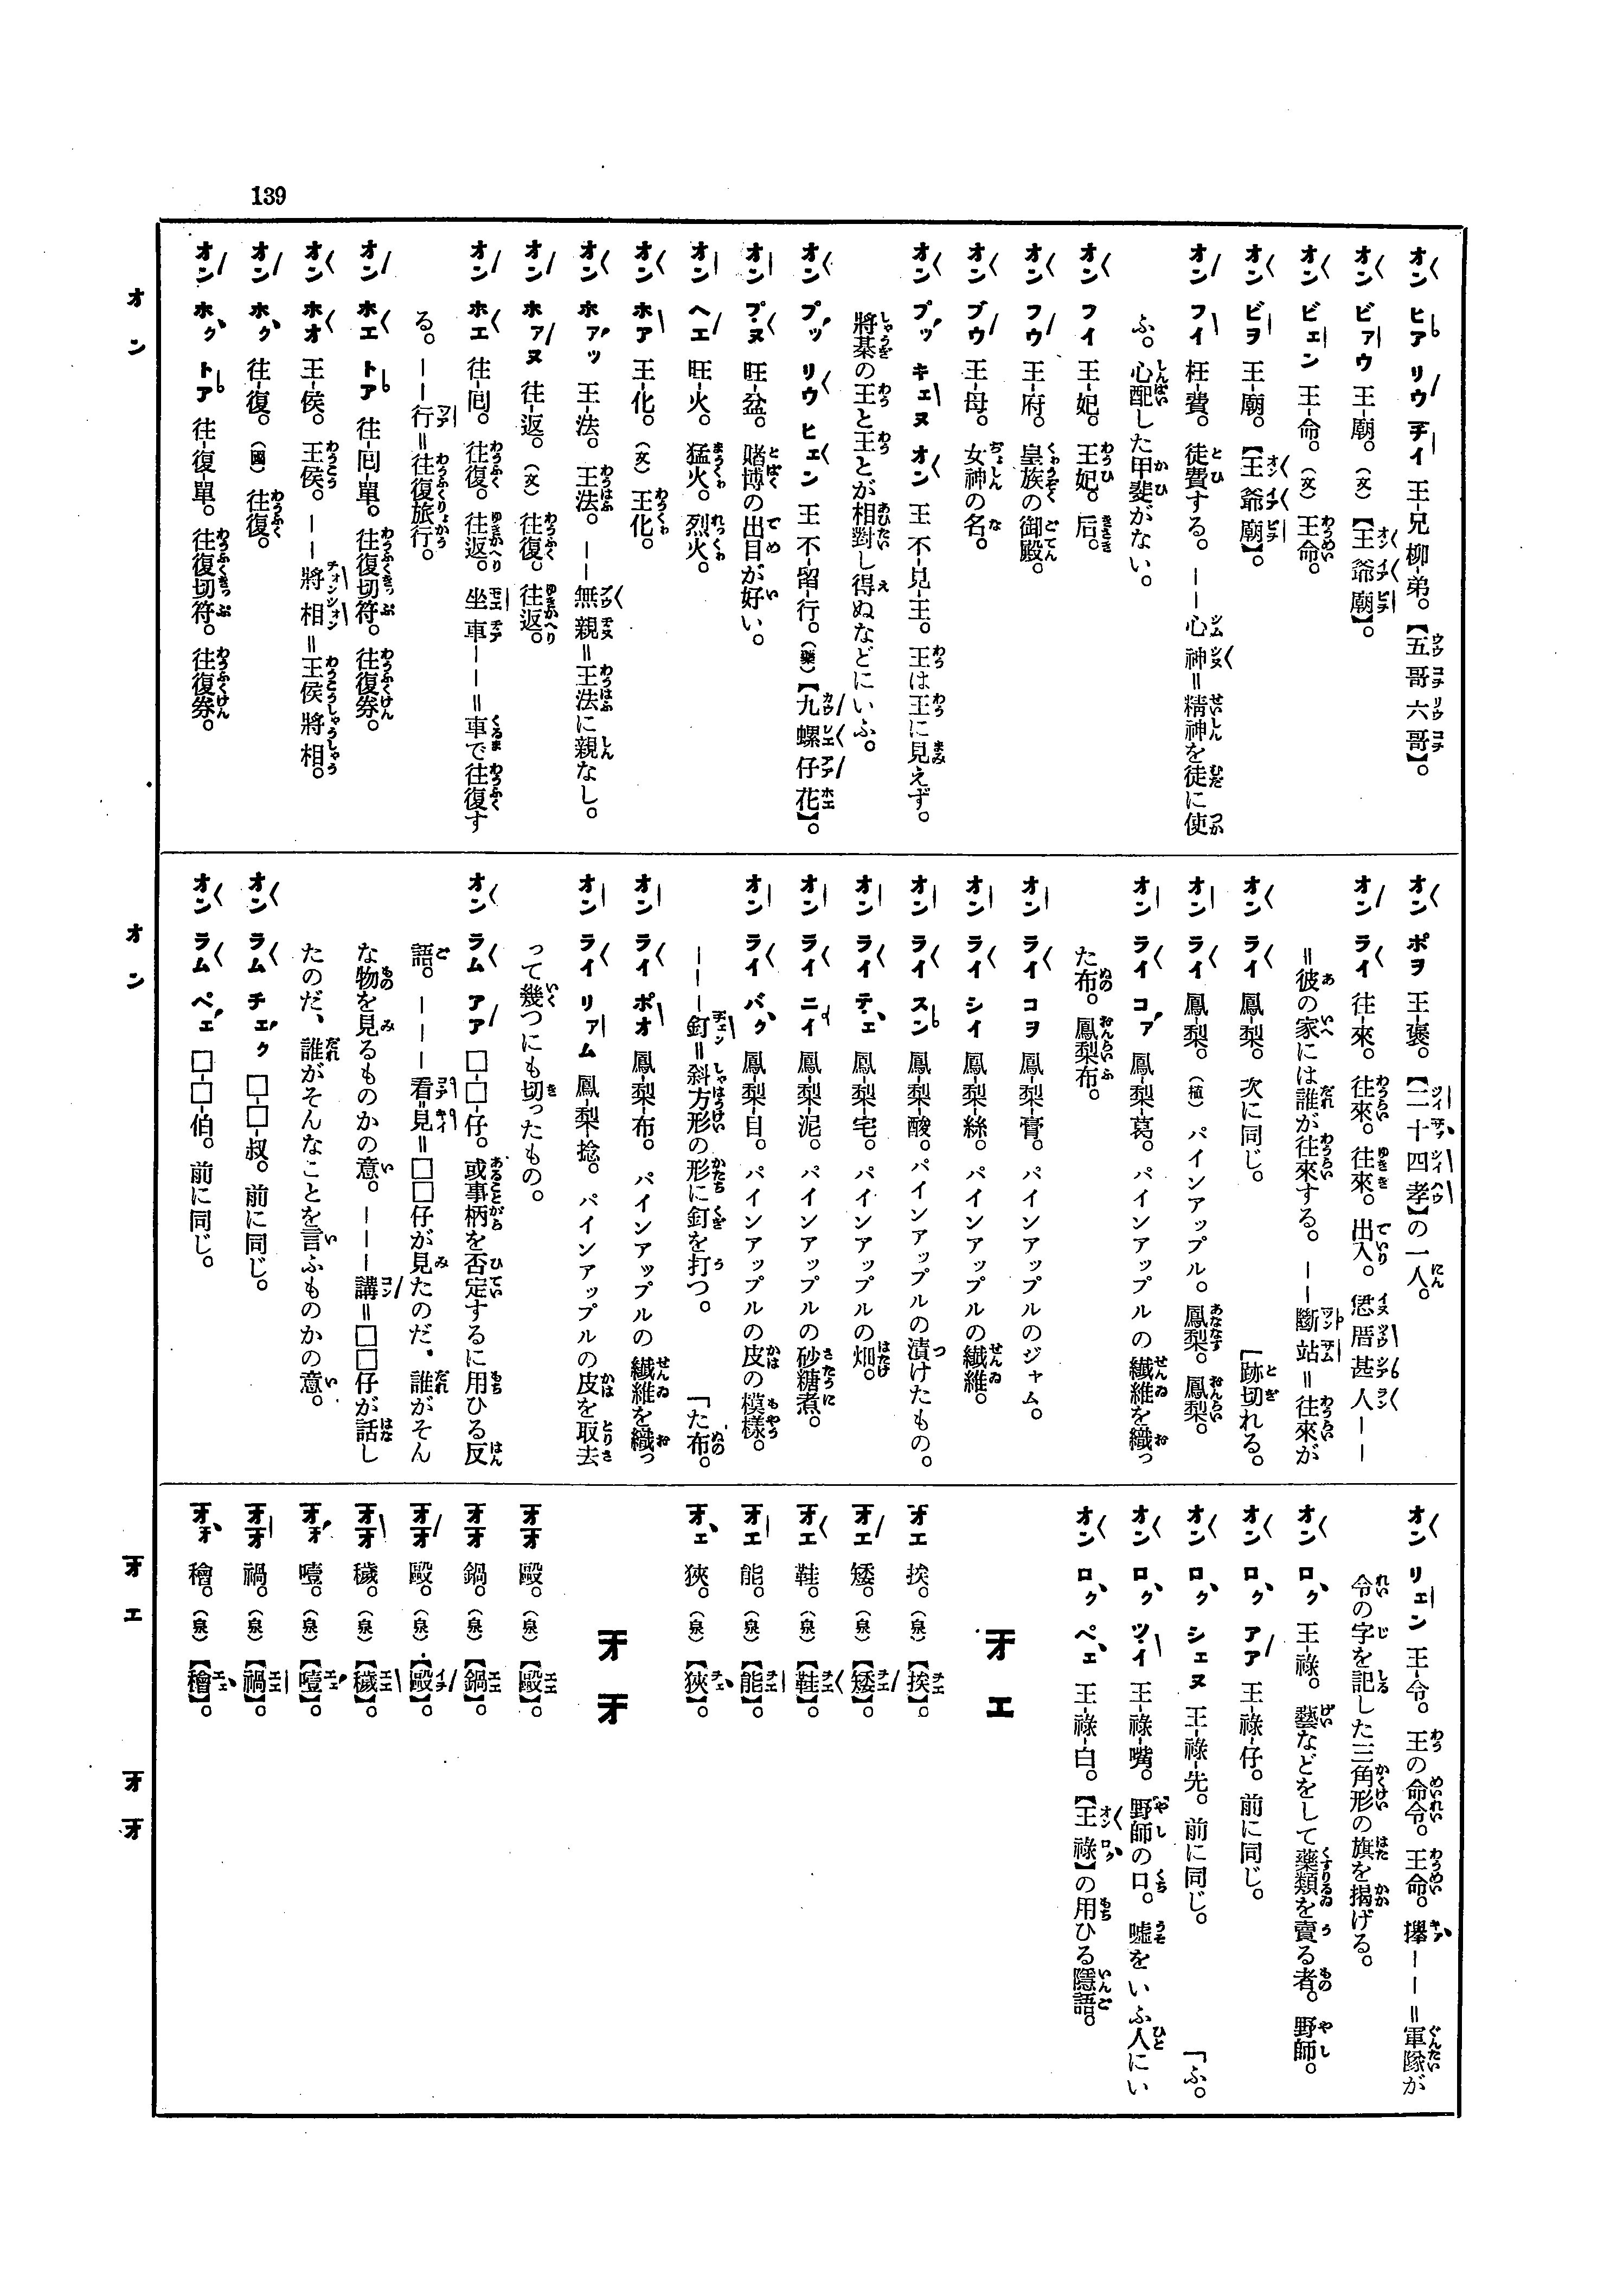 139
オン ヒア リウ チイ 王-兄 柳-弟。【五哥六哥】。
オン ビアウ 王-廟。(文)【王爺廟】。
オン ビェン 王-命。(文)王命。
オン ビヲ 王-廟。【王爺廟】。
オン フイ 枉-費。徒費する。――心神=精神を徒に使
ふ。心配した甲斐がない。
オン フイ 王-妃。王妃。后。
オン フウ 王-府。皇族の御殿。
オン ブウ 王-母。女神の名。
オン プッ キェヌ オン 王 不-見-王。王は王に見えず。
將棊の王と王とが相對し得ぬなどにいふ。
オン プッ リウ ヒェン 王 不-留-行。(藥)【九螺仔花】。
オン プヌ 旺-盆。賭博の出目が好い。
オン ヘエ 旺-火。猛火。烈火。
オン ホア 王-化。(文)王化。
オン ホァッ 王-法。王法。――無親=王法に親なし。
オン ホァヌ 往-返。(文)往復。往返。
オン ホエ 往-囘。往復。往返。坐車――=車で往復す
る。――行=往復旅行。
オン ホエ トア 往-囘-單。往復切符。往復券。
オン ホオ 王-侯。王侯。――將相=王侯將相。
オン ホク 往-復。(國)往復。
オン ホク トア 往-復-單。往復切符。往復券。
オン ポヲ 王-褒。【二十四孝】の一人。
オン ライ 往-來。往來。往來。出入。恁厝甚人――
=彼の家には誰が往來する。――斷站=往來が
「跡切れる。
オン ライ 鳳-梨。次に同じ。
オン ライ 鳳-梨。(植)パインアップル。鳳梨。鳳梨。
オン ライ コァ 鳳-梨-葛。パインアップルの纖維を織っ
た布。鳳梨布。
オン ライ コヲ 鳳-梨-膏。パインアップルのジャム。
オン ライ シイ 鳳-梨-絲。パインアップルの纖維。
オン ライ スン 鳳-梨-酸。パインアップルの漬けたもの。
オン ライ テェ 鳳-梨-宅。パインアップルの畑。
オン ライ ニイ 鳳-梨-泥。パインアップルの砂糖煮。
オン ライ バク 鳳-梨-目。パインアップルの皮の模樣。
―――釘=斜方形の形に釘を打つ。
「た布。
オン ライ ポオ 鳳-梨-布。パインアップルの纖維を織っ
オン ライ リァム 鳳-梨-捻。パインアップルの皮を取去
って幾つにも切ったもの。
オン ラム アア □-□-仔。或事柄を否定するに用ひる反
語。―――看見=□□仔が見たのだ、誰がそん
な物を見るものかの意。―――講=□□仔が話し
たのだ、誰がそんなことを言ふものかの意。
オン ラム チェク □-□-叔。前に同じ。
オン ラム ペェ □-□-伯。前に同じ。
オン リェン 王-令。王の命令。王命。攑――=軍隊が
令の字を記した三角形の旗を揭げる。
オン ロク 王-祿。藝などをして藥類を賣る者。野師。
オン ロク アア 王-祿-仔。前に同じ。
オン ロク シェヌ 王-祿-先。前に同じ。
「ふ。
オン ロク ツイ 王-祿-嘴。野師の口。嘘をいふ人にい
オン ロク ペェ 王-祿-白。【王祿】の用ひる隱語。
オエ
オエ 挨。(泉)【挨】。
オエ 矮。(泉)【矮】。
オエ 鞋。(泉)【鞋】。
オエ 能。(泉)【能】。
オェ 狹。(泉)【狹】。
オオ
オオ 毆。(泉)【毆】。
オオ 鍋。(泉)【鍋】。
オオ 毆。(泉)【毆】。
オオ 穢。(泉)【穢】。
オォ 噎。(泉)【噎】。
オオ 禍。(泉)【禍】。
オォ 檜。(泉)【檜】。
オン
オン
オエ
オオ